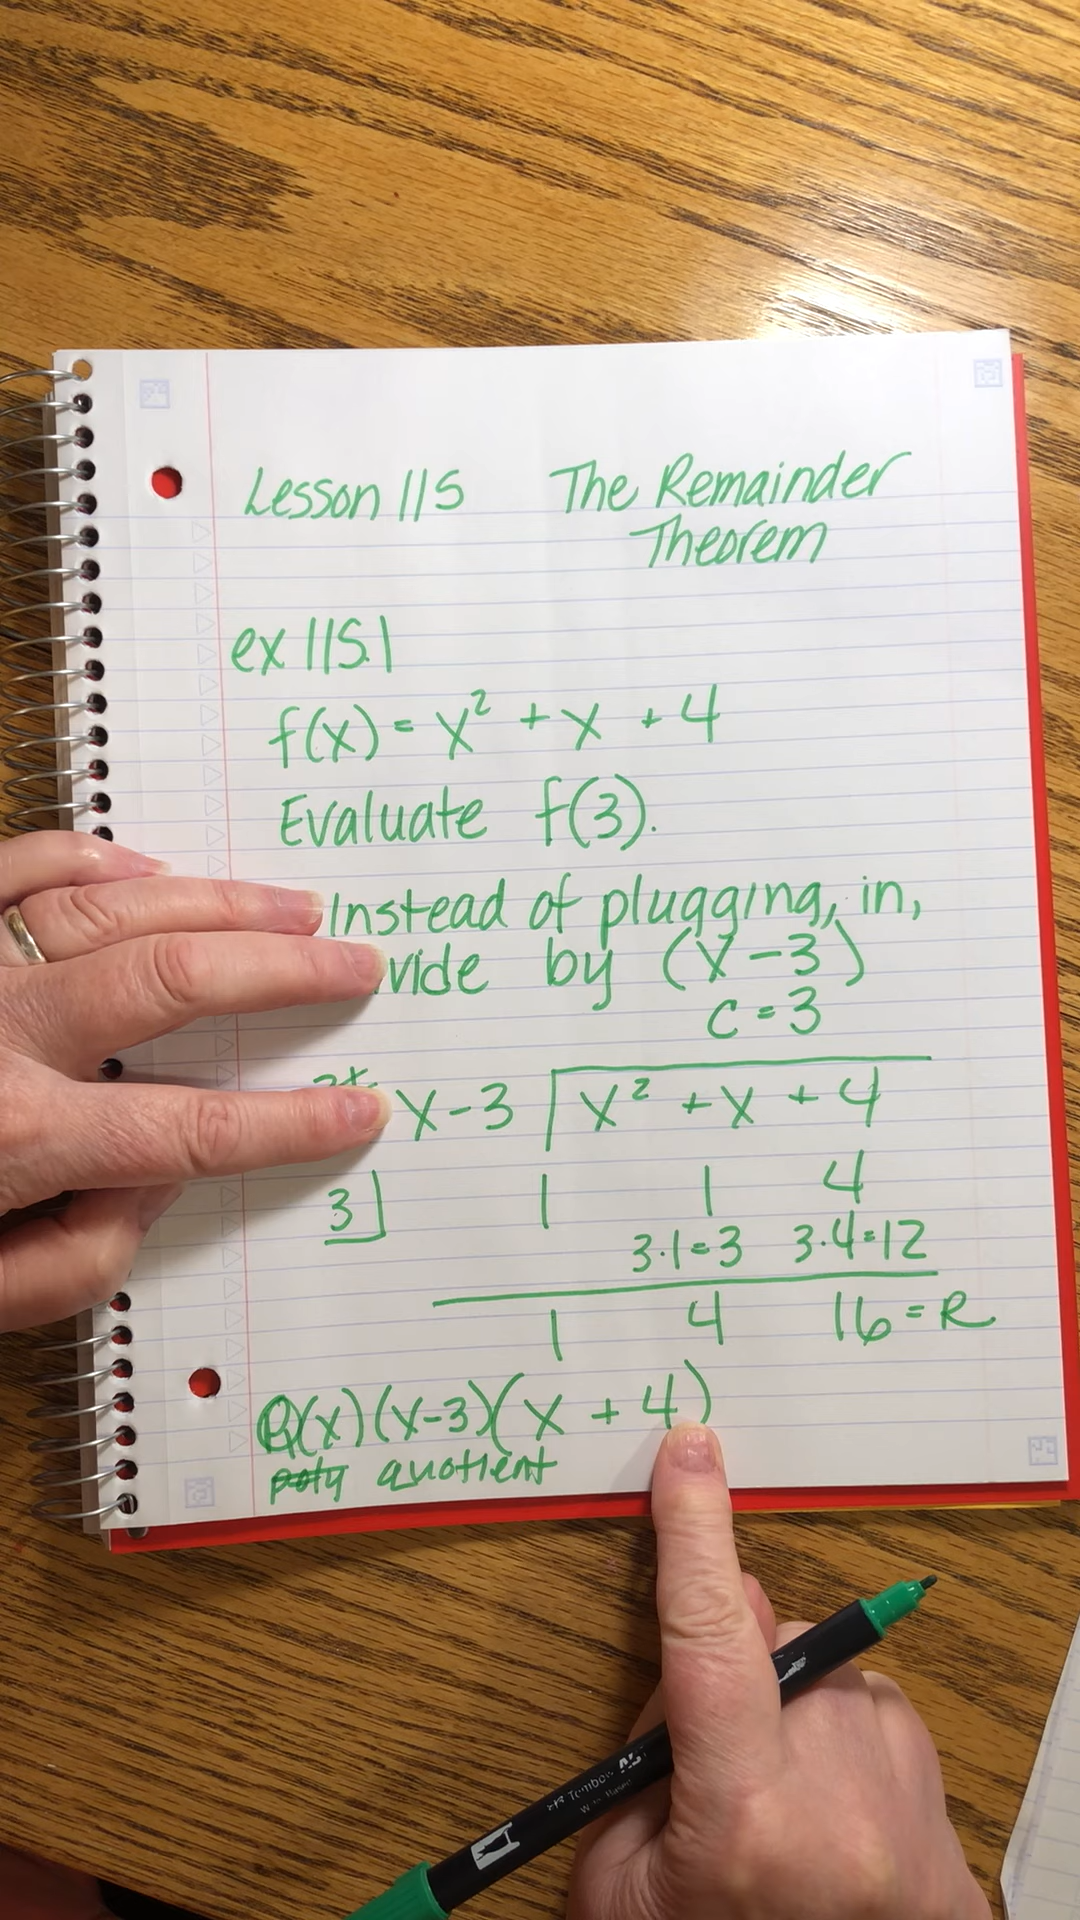 Lesson 115 The Remainder
Theorem
ex 115.1
f(x) = x² + x + 4
Evaluate f(3).
Instead of plugging in,
vide by (x-3)
c = 3
x-3 x² + x + 4
3 1 1 4
3·1=3 3·4=12
1 4 16 = R
Q(x)(x-3)(x + 4)
poly quotient
Tombow AB